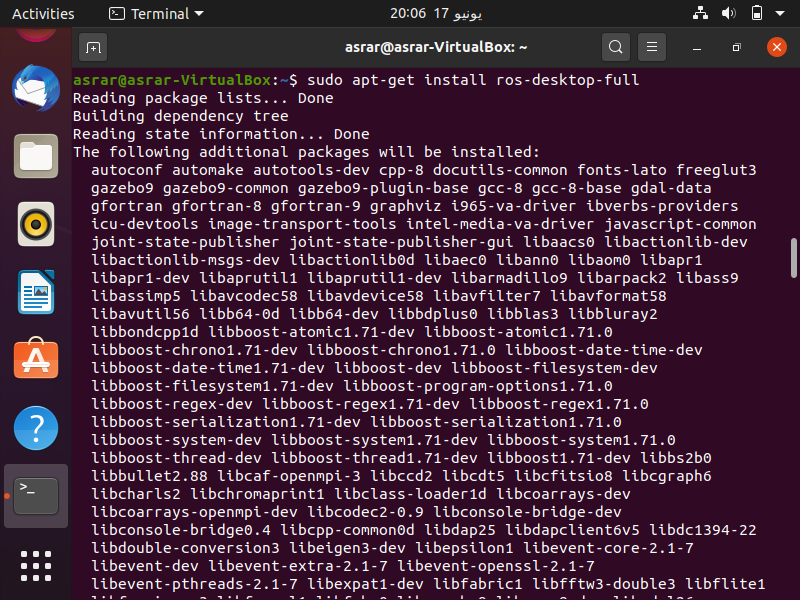 Activities Terminal 20:06 17 يونيو
asrar@asrar-VirtualBox: ~
asrar@asrar-VirtualBox:~$ sudo apt-get install ros-desktop-full
Reading package lists... Done
Building dependency tree
Reading state information... Done
The following additional packages will be installed:
autoconf automake autotools-dev cpp-8 docutils-common fonts-lato freeglut3
gazebo9 gazebo9-common gazebo9-plugin-base gcc-8 gcc-8-base gdal-data
gfortran gfortran-8 gfortran-9 graphviz i965-va-driver ibverbs-providers
icu-devtools image-transport-tools intel-media-va-driver javascript-common
joint-state-publisher joint-state-publisher-gui libaacs0 libactionlib-dev
libactionlib-msgs-dev libactionlib0d libaec0 libann0 libaom0 libapr1
libapr1-dev libaprutil1 libaprutil1-dev libarmadillo9 libarpack2 libass9
libassimp5 libavcodec58 libavdevice58 libavfilter7 libavformat58
libavutil56 libb64-0d libb64-dev libbdplus0 libblas3 libbluray2
libbondcpp1d libboost-atomic1.71-dev libboost-atomic1.71.0
libboost-chrono1.71-dev libboost-chrono1.71.0 libboost-date-time-dev
libboost-date-time1.71-dev libboost-dev libboost-filesystem-dev
libboost-filesystem1.71-dev libboost-program-options1.71.0
libboost-regex-dev libboost-regex1.71-dev libboost-regex1.71.0
libboost-serialization1.71-dev libboost-serialization1.71.0
libboost-system-dev libboost-system1.71-dev libboost-system1.71.0
libboost-thread-dev libboost-thread1.71-dev libboost1.71-dev libbs2b0
libbullet2.88 libcaf-openmpi-3 libccd2 libcdt5 libcfitsio8 libcgraph6
libcharls2 libchromaprint1 libclass-loader1d libcoarrays-dev
libcoarrays-openmpi-dev libcodec2-0.9 libconsole-bridge-dev
libconsole-bridge0.4 libcpp-common0d libdap25 libdapclient6v5 libdc1394-22
libdouble-conversion3 libeigen3-dev libepsilon1 libevent-core-2.1-7
libevent-dev libevent-extra-2.1-7 libevent-openssl-2.1-7
libevent-pthreads-2.1-7 libexpat1-dev libfabric1 libfftw3-double3 libflite1